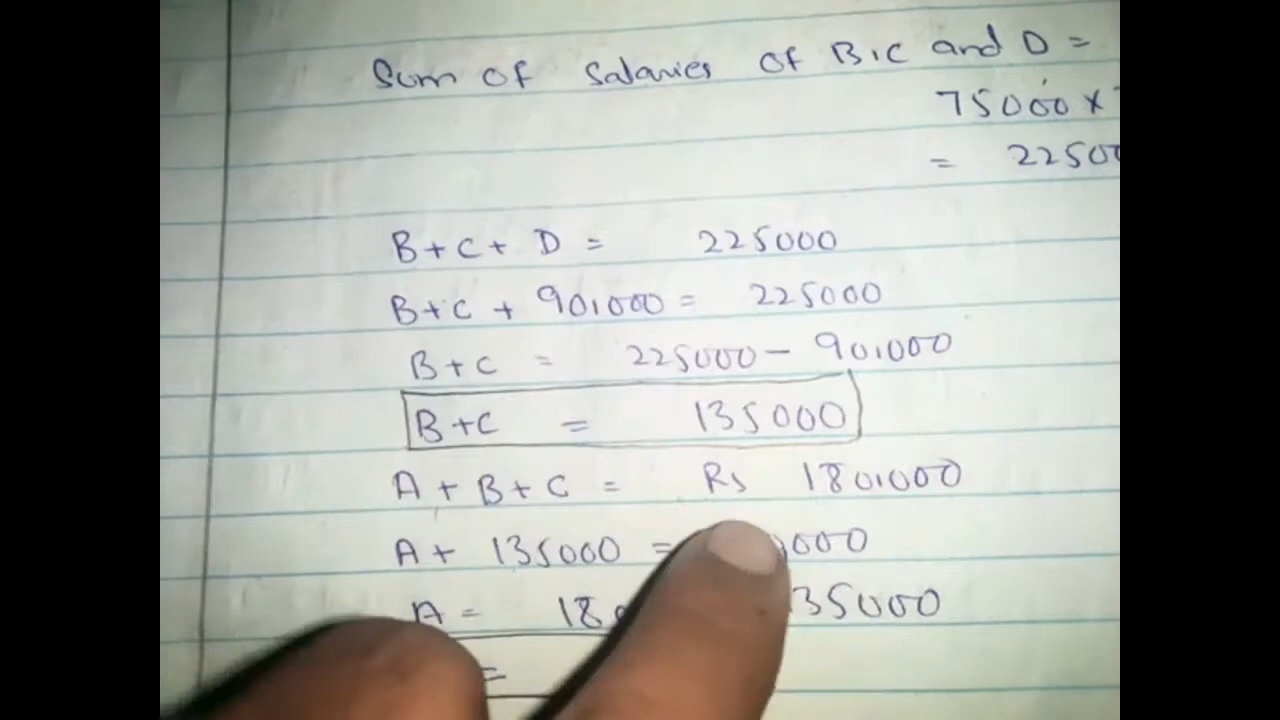 Sum of Salaries of B,C and D =
75000 ×
= 22500
B + C + D = 225000
B + C + 90,000 = 225000
B + C = 225000 - 90,000
B + C = 135000
A + B + C = Rs 180,000
A + 135000 = 000
A = 18 35000
=